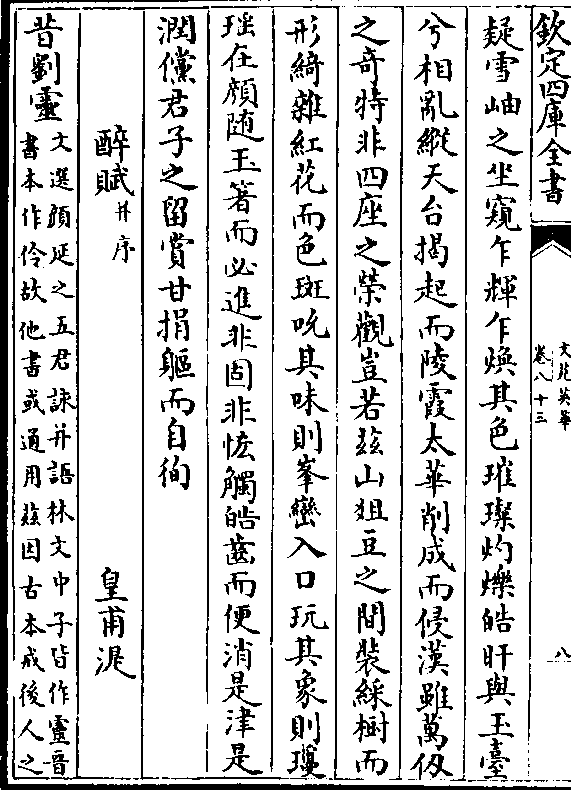 欽定四庫全書
文苑英華
卷八十三
八
疑雪岫之坐窺乍輝乍煥其色璀璨灼爍皓旰與玉臺
兮相亂縱天台揭起而陵霞太華削成而侵漢雖萬仭
之奇特非四座之榮觀豈若兹山俎豆之間裝綵樹而
形綺雜紅花而色斑吮其味則峯巒入口玩其象則瓊
瑶在顔随玉箸而必進非固非悋觸皓齒而便消是津是
潤儻君子之留賞甘捐軀而自徇
醉賦并序
皇甫湜
昔劉靈
文選顔延之五君詠并語林文中子皆作靈晋
書本作伶故他書或通用兹因古本戒後人之